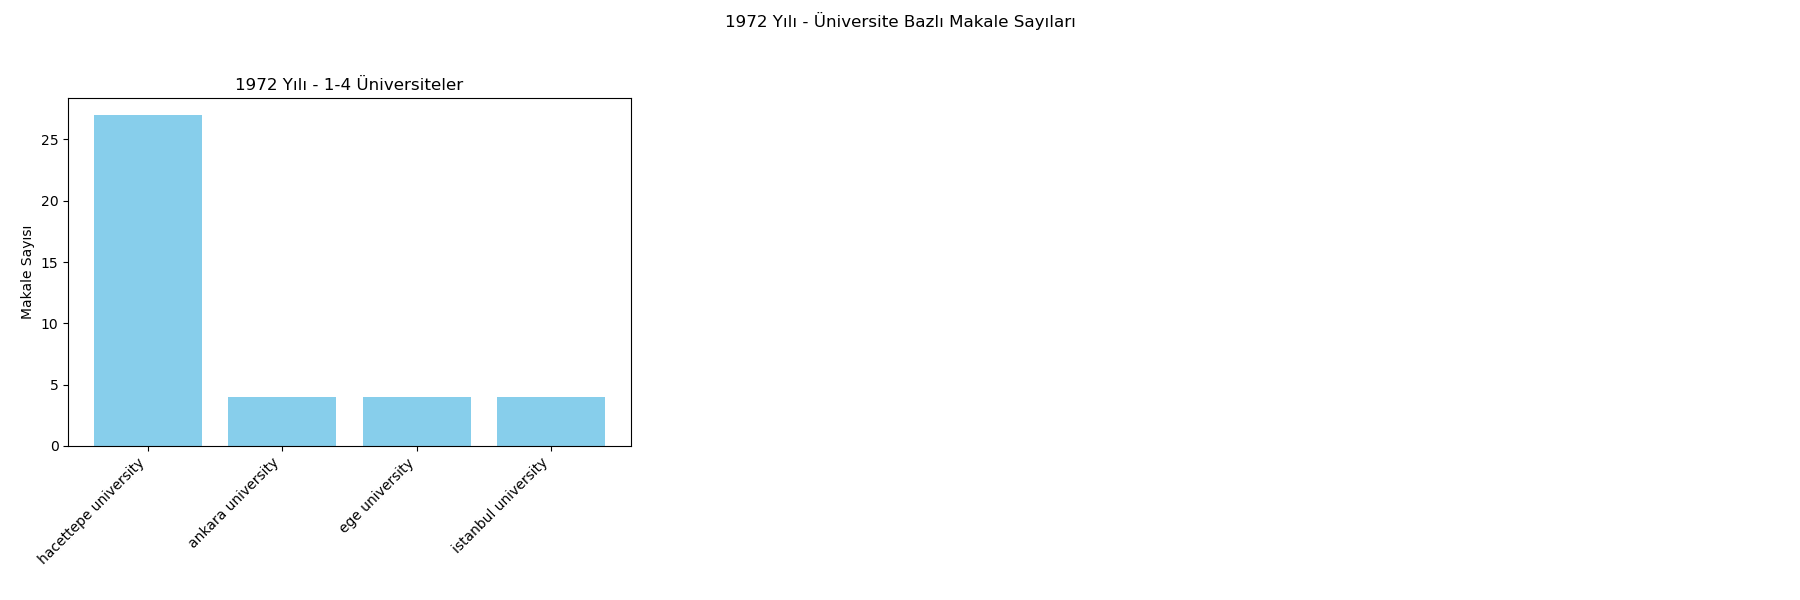 1972 Yılı - Üniversite Bazlı Makale Sayıları
1972 Yılı - 1-4 Üniversiteler
Makale Sayısı
25
20
15
10
5
0
hacettepe university
ankara university
ege university
istanbul university